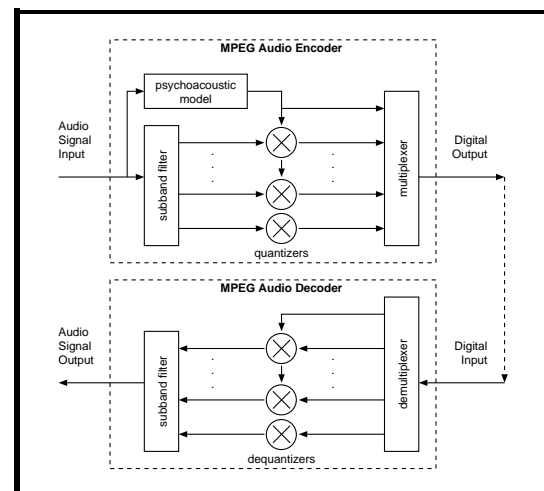 MPEG Audio Encoder
psychoacoustic
model
Audio
Signal
Input
subband filter
multiplexer
Digital
Output
quantizers
MPEG Audio Decoder
Audio
Signal
Output
subband filter
demultiplexer
Digital
Input
dequantizers